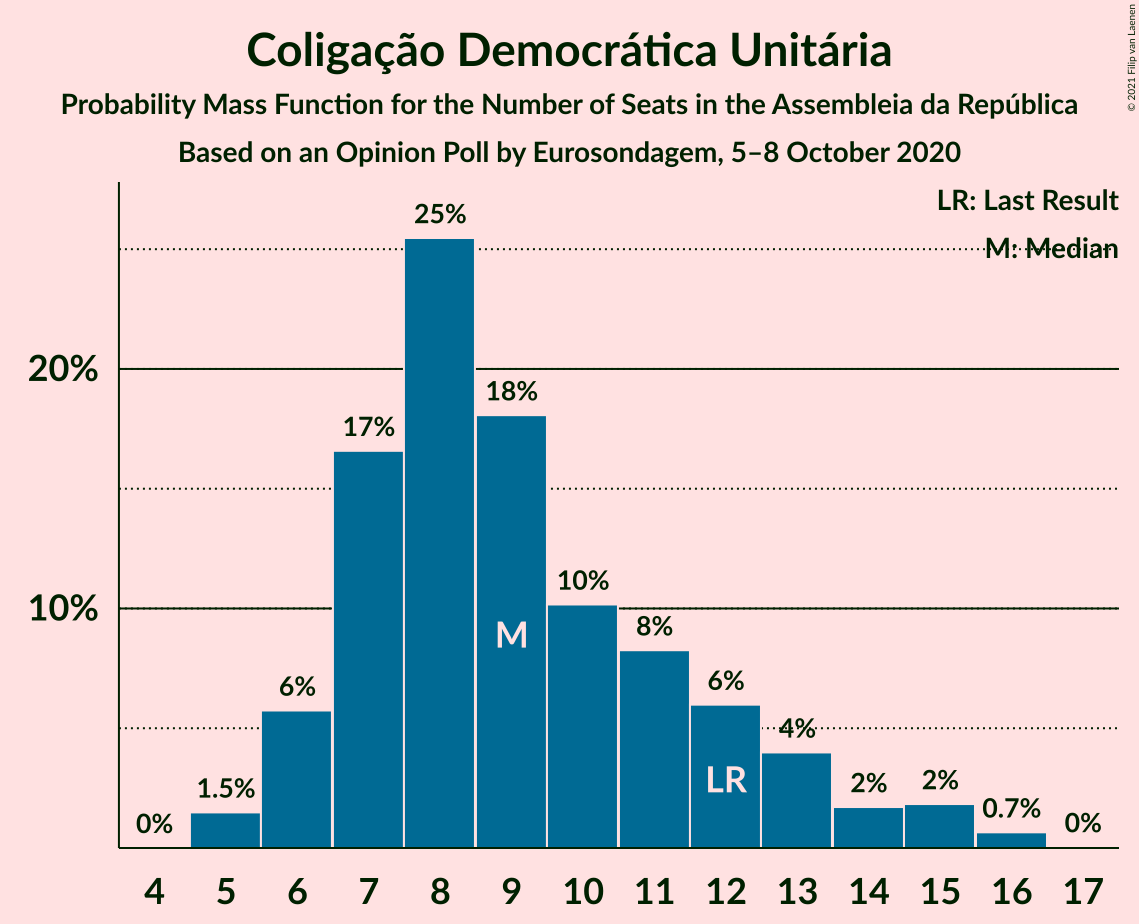 Coligação Democrática Unitária
Probability Mass Function for the Number of Seats in the Assembleia da República
Based on an Opinion Poll by Eurosondagem, 5–8 October 2020
© 2021 Filip van Laenen
LR: Last Result
M: Median
20%
10%
0%
1.5%
6%
17%
25%
18%
10%
8%
6%
4%
2%
2%
0.7%
0%
M
LR
4 5 6 7 8 9 10 11 12 13 14 15 16 17